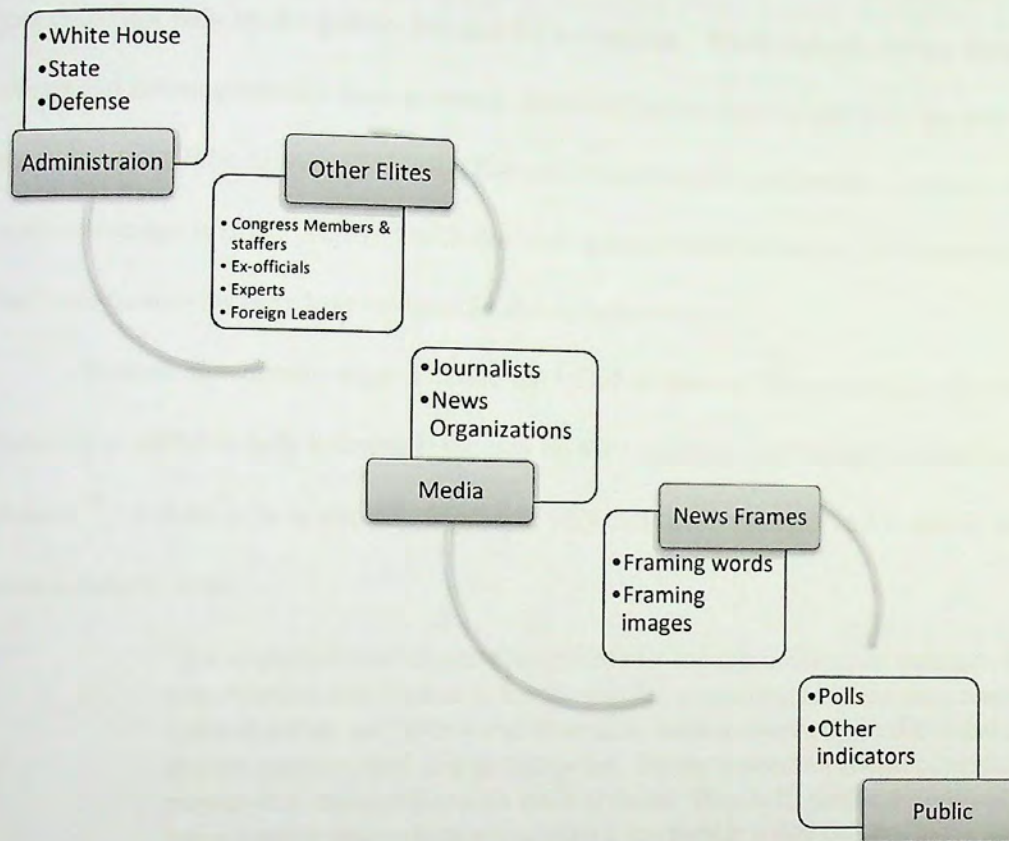 •White House
•State
•Defense
Administraion
Other Elites
• Congress Members &
staffers
• Ex-officials
• Experts
• Foreign Leaders
•Journalists
•News
Organizations
Media
News Frames
•Framing words
•Framing
images
•Polls
•Other
indicators
Public